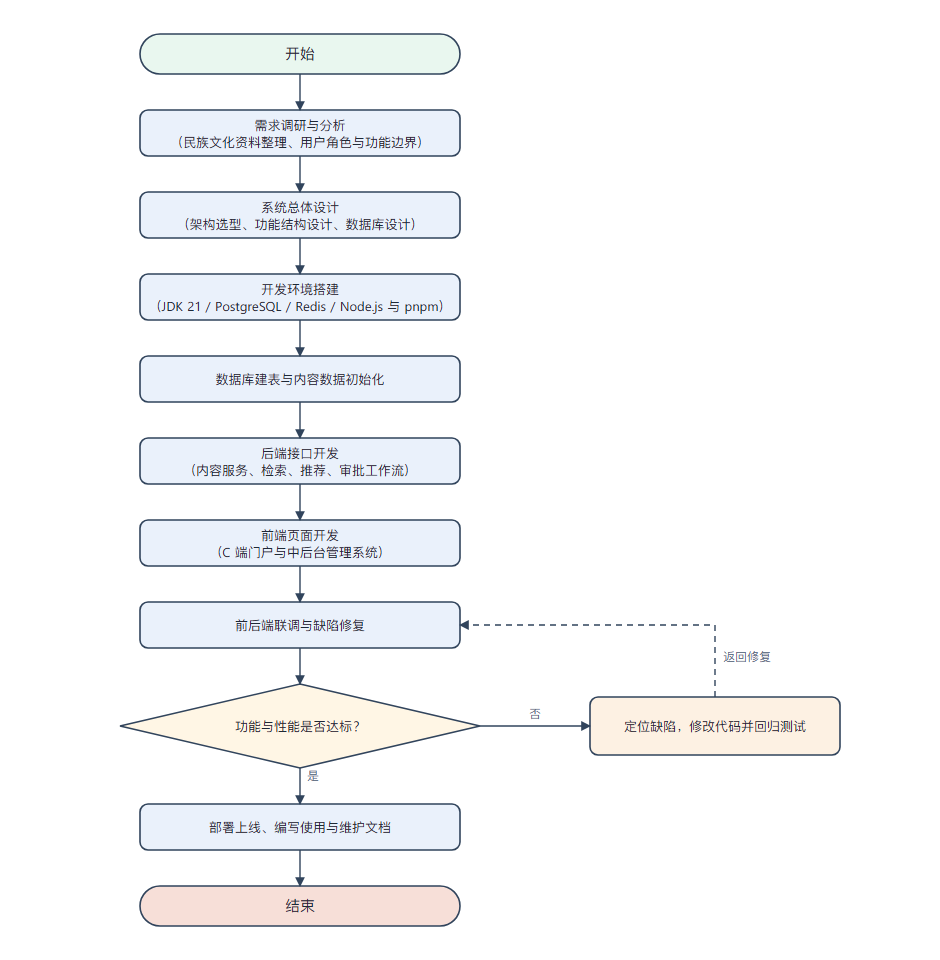 开始
需求调研与分析
（民族文化资料整理、用户角色与功能边界）
系统总体设计
（架构选型、功能结构设计、数据库设计）
开发环境搭建
（JDK 21 / PostgreSQL / Redis / Node.js 与 pnpm）
数据库建表与内容数据初始化
后端接口开发
（内容服务、检索、推荐、审批工作流）
前端页面开发
（C 端门户与中后台管理系统）
前后端联调与缺陷修复
返回修复
功能与性能是否达标？
否
定位缺陷，修改代码并回归测试
是
部署上线、编写使用与维护文档
结束